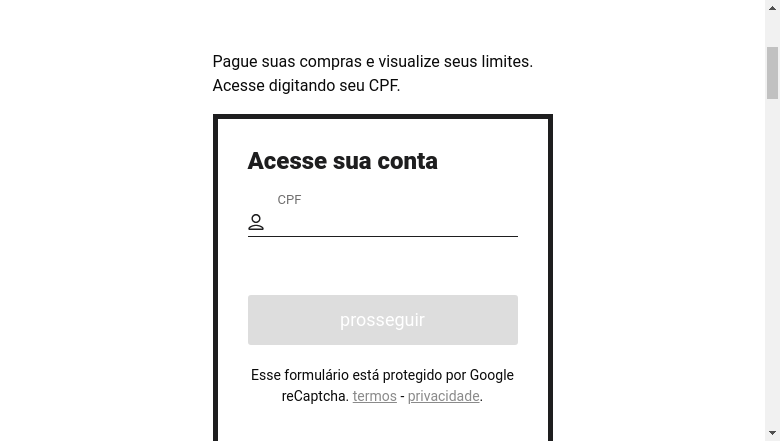 Pague suas compras e visualize seus limites.
Acesse digitando seu CPF.
Acesse sua conta
CPF
prosseguir
Esse formulário está protegido por Google
reCaptcha. termos - privacidade.